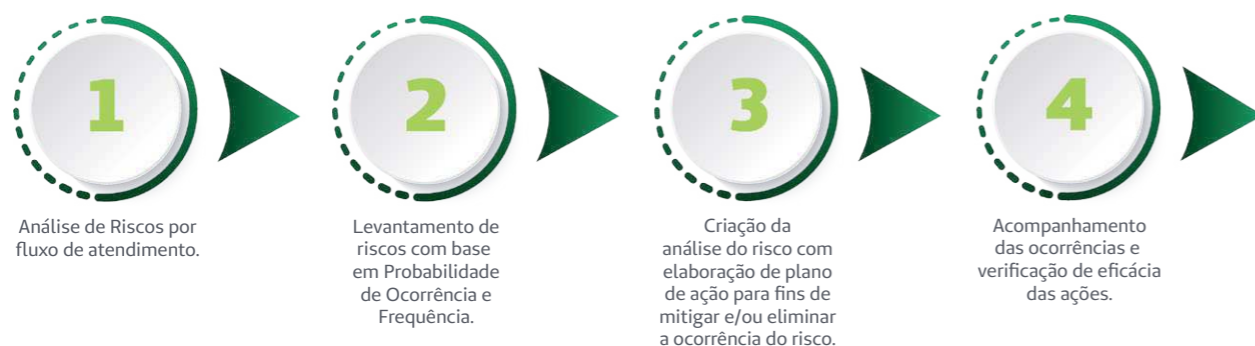 1
Análise de Riscos por
fluxo de atendimento.
2
Levantamento de
riscos com base
em Probabilidade
de Ocorrência e
Frequência.
3
Criação da
análise do risco com
elaboração de plano
de ação para fins de
mitigar e/ou eliminar
a ocorrência do risco.
4
Acompanhamento
das ocorrências e
verificação de eficácia
das ações.